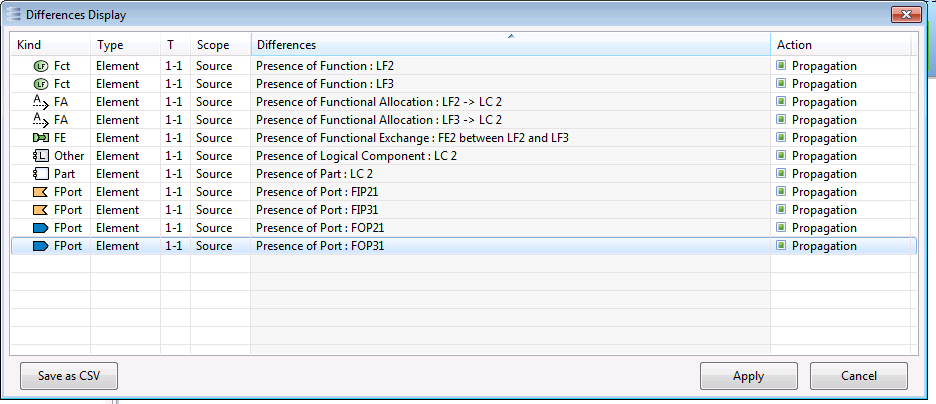 Differences Display
Kind Type T Scope Differences Action
LF Fct Element 1-1 Source Presence of Function : LF2 Propagation
LF Fct Element 1-1 Source Presence of Function : LF3 Propagation
A FA Element 1-1 Source Presence of Functional Allocation : LF2 -> LC 2 Propagation
A FA Element 1-1 Source Presence of Functional Allocation : LF3 -> LC 2 Propagation
FE Element 1-1 Source Presence of Functional Exchange : FE2 between LF2 and LF3 Propagation
L Other Element 1-1 Source Presence of Logical Component : LC 2 Propagation
Part Element 1-1 Source Presence of Part : LC 2 Propagation
FPort Element 1-1 Source Presence of Port : FIP21 Propagation
FPort Element 1-1 Source Presence of Port : FIP31 Propagation
FPort Element 1-1 Source Presence of Port : FOP21 Propagation
FPort Element 1-1 Source Presence of Port : FOP31 Propagation
Save as CSV Apply Cancel